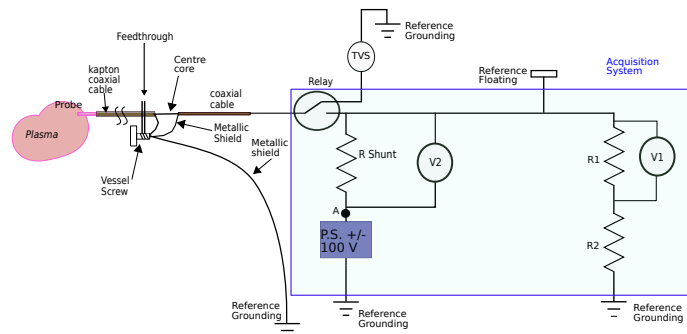 Reference
Grounding
Feedthrough
TVS
Centre
core
kapton
coaxial
cable
Reference
Floating
Acquisition
System
Relay
coaxial
cable
Probe
Plasma
Metallic
Shield
Metallic
shield
R Shunt
V2
R1
V1
Vessel
Screw
A
P.S. +/-
100 V
R2
Reference
Grounding
Reference
Grounding
Reference
Grounding